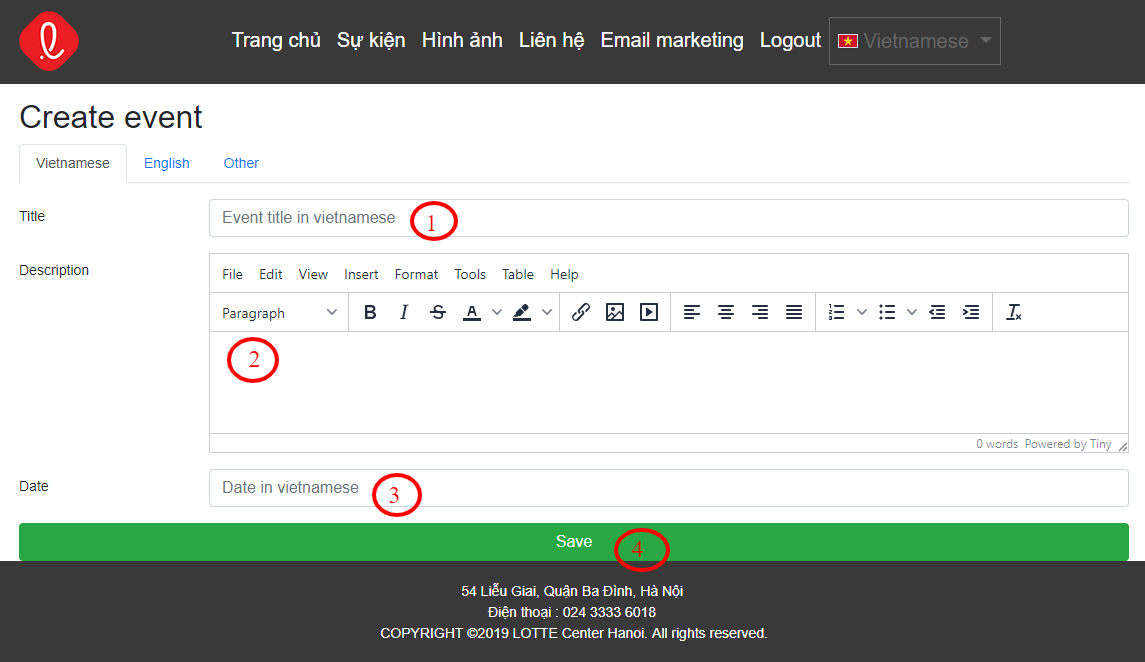 Trang chủ Sự kiện Hình ảnh Liên hệ Email marketing Logout Vietnamese
Create event
Vietnamese English Other
Title
Event title in vietnamese 1
Description
File Edit View Insert Format Tools Table Help
Paragraph B I S A
2
0 words Powered by Tiny
Date
Date in vietnamese 3
Save 4
54 Liễu Giai, Quận Ba Đình, Hà Nội
Điện thoại : 024 3333 6018
COPYRIGHT ©2019 LOTTE Center Hanoi. All rights reserved.